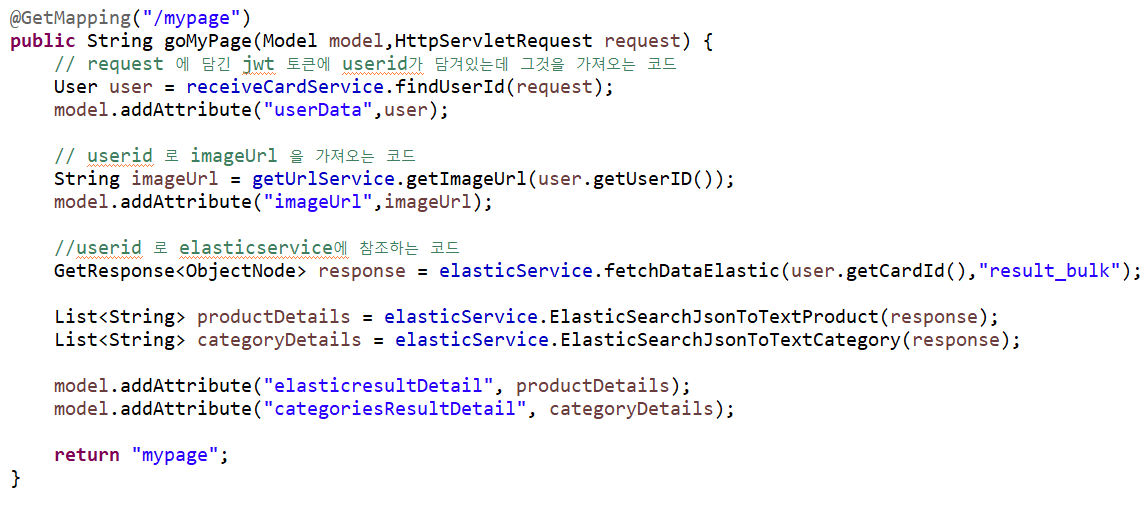 @GetMapping("/mypage")
public String goMyPage(Model model,HttpServletRequest request) {
// request 에 담긴 jwt 토큰에 userid가 담겨있는데 그것을 가져오는 코드
User user = receiveCardService.findUserId(request);
model.addAttribute("userData",user);
// userid 로 imageUrl 을 가져오는 코드
String imageUrl = getUrlService.getImageUrl(user.getUserID());
model.addAttribute("imageUrl",imageUrl);
//userid 로 elasticservice에 참조하는 코드
GetResponse<ObjectNode> response = elasticService.fetchDataElastic(user.getCardId(),"result_bulk");
List<String> productDetails = elasticService.ElasticSearchJsonToTextProduct(response);
List<String> categoryDetails = elasticService.ElasticSearchJsonToTextCategory(response);
model.addAttribute("elasticresultDetail", productDetails);
model.addAttribute("categoriesResultDetail", categoryDetails);
return "mypage";
}